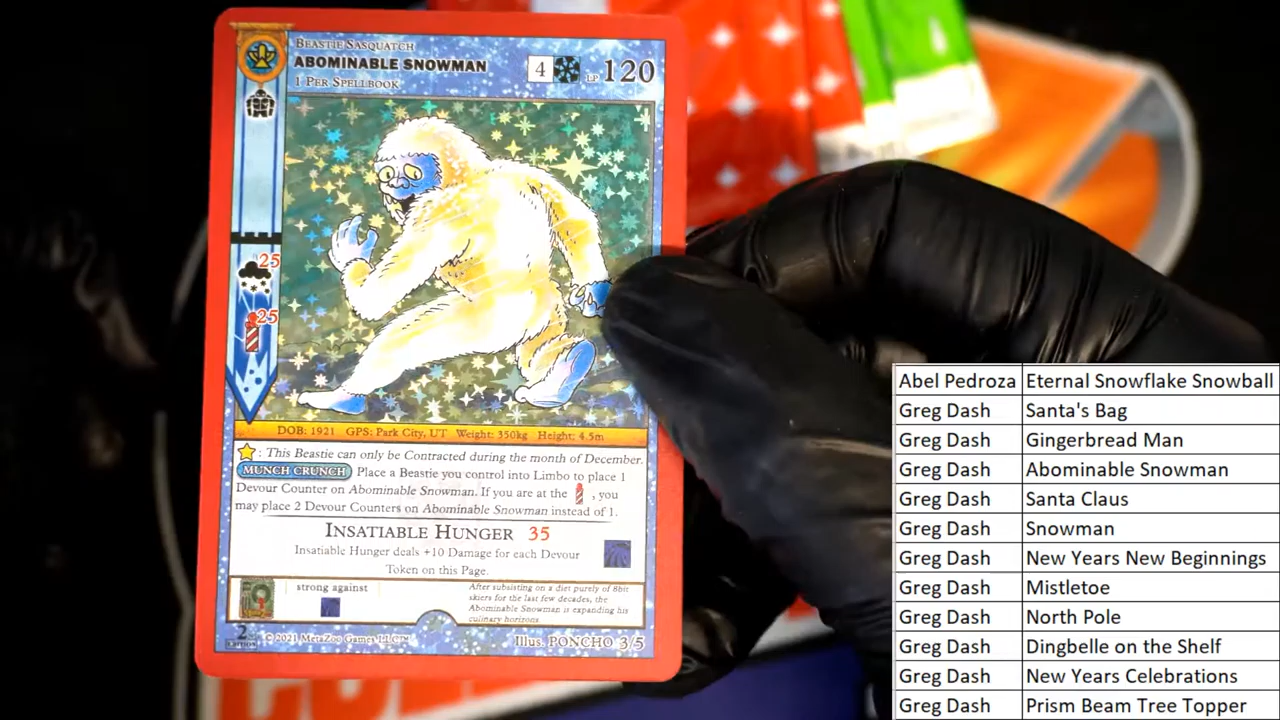 BEASTIE SASQUATCH
ABOMINABLE SNOWMAN
1 PER SPELLBOOK
4 LP 120
25
25
DOB: 1921 GPS: Park City, UT Weight: 350kg Height: 4.5m
: This Beastie can only be Contracted during the month of December.
MUNCH CRUNCH Place a Beastie you control into Limbo to place 1
Devour Counter on Abominable Snowman. If you are at the , you
may place 2 Devour Counters on Abominable Snowman instead of 1.
INSATIABLE HUNGER 35
Insatiable Hunger deals +10 Damage for each Devour
Token on this Page.
strong against
After subsisting on a diet purely of 8bit
skiers for the last few decades, the
Abominable Snowman is expanding his
culinary horizons.
EDITION
© 2021 MetaZoo Games LLC™
Illus. PONCHO 3/5
Abel Pedroza Eternal Snowflake Snowball
Greg Dash Santa's Bag
Greg Dash Gingerbread Man
Greg Dash Abominable Snowman
Greg Dash Santa Claus
Greg Dash Snowman
Greg Dash New Years New Beginnings
Greg Dash Mistletoe
Greg Dash North Pole
Greg Dash Dingbelle on the Shelf
Greg Dash New Years Celebrations
Greg Dash Prism Beam Tree Topper